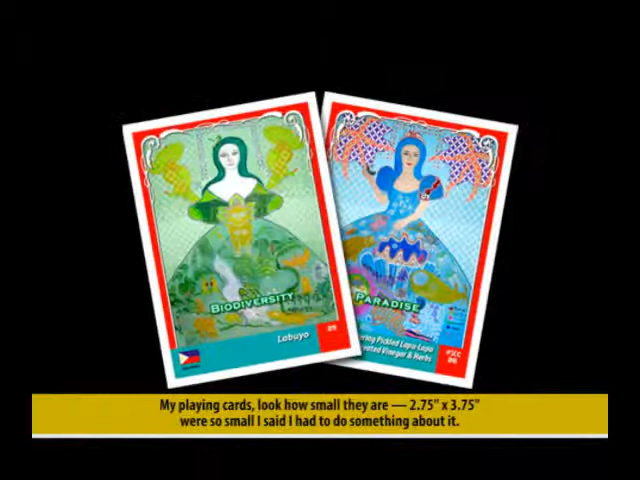 BIODIVERSITY
Labuyo
PARADISE
Pickled Lapu-Lapu
Vinegar & Herbs
My playing cards, look how small they are — 2.75" x 3.75"
were so small I said I had to do something about it.